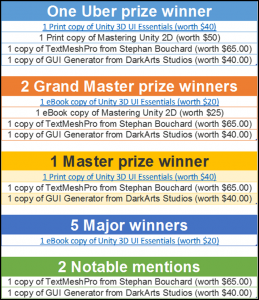 One Uber prize winner
1 Print copy of Unity 3D UI Essentials (worth $40)
1 Print copy of Mastering Unity 2D (worth $50)
1 copy of TextMeshPro from Stephan Bouchard (worth $65.00)
1 copy of GUI Generator from DarkArts Studios (worth $40.00)
2 Grand Master prize winners
1 eBook copy of Unity 3D UI Essentials (worth $20)
1 eBook copy of Mastering Unity 2D (worth $25)
1 copy of TextMeshPro from Stephan Bouchard (worth $65.00)
1 copy of GUI Generator from DarkArts Studios (worth $40.00)
1 Master prize winner
1 Print copy of Unity 3D UI Essentials (worth $40)
1 copy of TextMeshPro from Stephan Bouchard (worth $65.00)
1 copy of GUI Generator from DarkArts Studios (worth $40.00)
5 Major winners
1 eBook copy of Unity 3D UI Essentials (worth $20)
2 Notable mentions
1 copy of TextMeshPro from Stephan Bouchard (worth $65.00)
1 copy of GUI Generator from DarkArts Studios (worth $40.00)